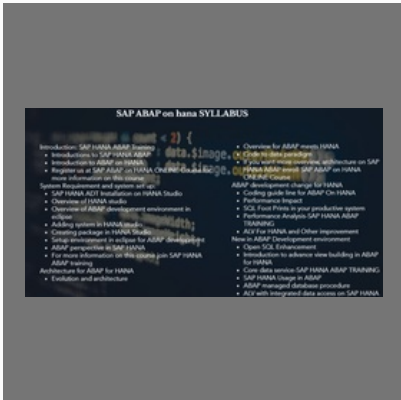 SAP ABAP on hana SYLLABUS
Introduction: SAP HANA ABAP Training
Introductions to SAP HANA ABAP
Introduction to ABAP on HANA
Register us at SAP ABAP on HANA ONLINE Course for
more information on this course
System Requirement and system set up:
SAP HANA ADT Installation on HANA Studio
Overview of HANA studio
Overview of ABAP development environment in
eclipse
Adding system in HANA studio
Creating package in HANA Studio
Setup environment in eclipse for ABAP development
ABAP perspective in SAP HANA
For more information on this course join SAP HANA
ABAP training
Architecture for ABAP for HANA
Evolution and architecture
Overview for ABAP meets HANA
Code to data paradigm
If you want more overview, architecture on SAP
HANA ABAP enroll SAP ABAP on HANA
ONLINE Course
ABAP development change for HANA
Coding guide line for ABAP On HANA
Performance Impact
SQL Foot Prints in your productive system
Performance Analysis-SAP HANA ABAP
TRAINING
ALV For HANA and Other improvement
New in ABAP Development environment
Open SQL Enhancement
Introduction to advance view building in ABAP
for HANA
Core data service-SAP HANA ABAP TRAINING
SAP HANA Usage in ABAP
ABAP managed database procedure
ALV with integrated data access on SAP HANA